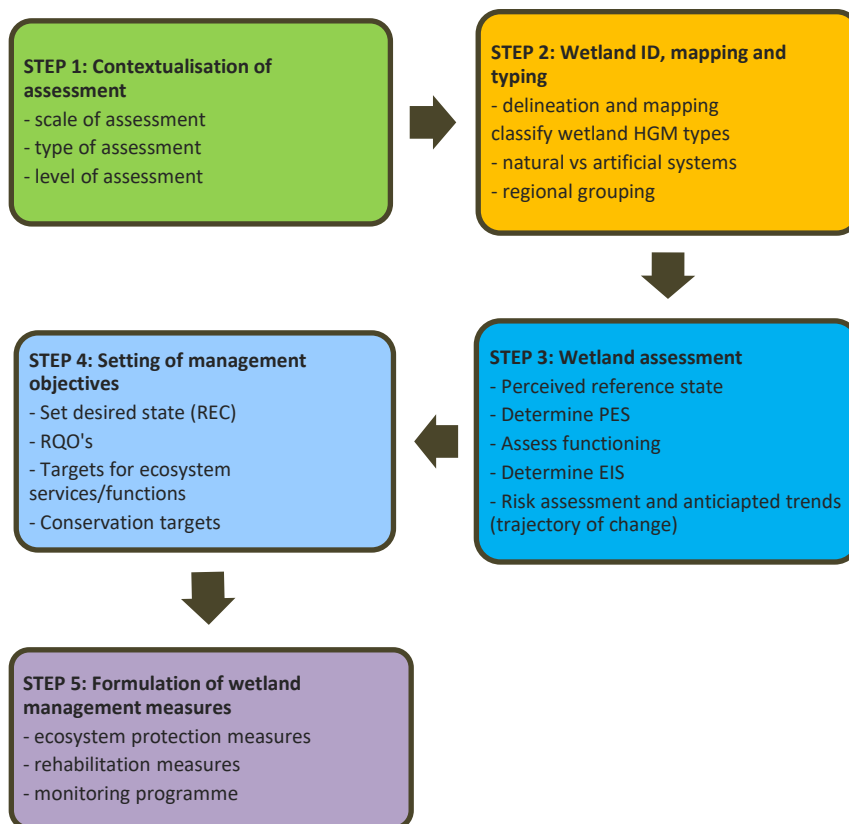 STEP 1: Contextualisation of
assessment
- scale of assessment
- type of assessment
- level of assessment
STEP 2: Wetland ID, mapping and
typing
- delineation and mapping
classify wetland HGM types
- natural vs artificial systems
- regional grouping
STEP 3: Wetland assessment
- Perceived reference state
- Determine PES
- Assess functioning
- Determine EIS
- Risk assessment and anticiapted trends
(trajectory of change)
STEP 4: Setting of management
objectives
- Set desired state (REC)
- RQO's
- Targets for ecosystem
services/functions
- Conservation targets
STEP 5: Formulation of wetland
management measures
- ecosystem protection measures
- rehabilitation measures
- monitoring programme